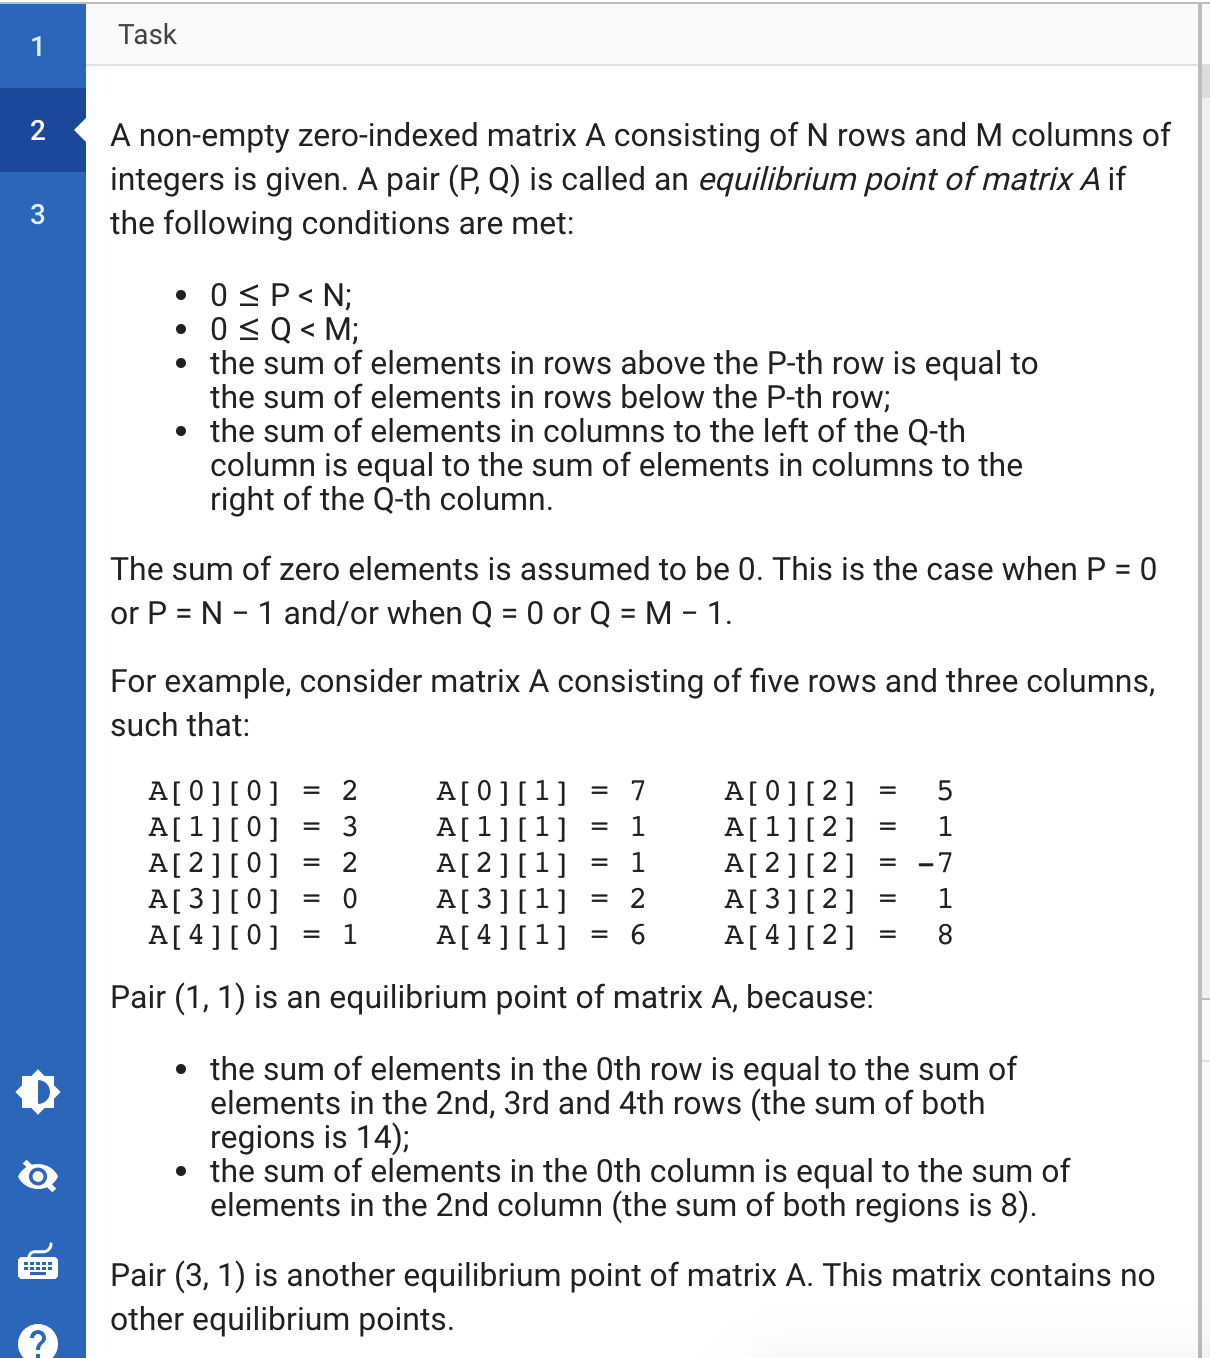 1
Task
2
3
A non-empty zero-indexed matrix A consisting of N rows and M columns of
integers is given. A pair (P, Q) is called an equilibrium point of matrix A if
the following conditions are met:
• 0 ≤ P < N;
• 0 ≤ Q < M;
• the sum of elements in rows above the P-th row is equal to
the sum of elements in rows below the P-th row;
• the sum of elements in columns to the left of the Q-th
column is equal to the sum of elements in columns to the
right of the Q-th column.
The sum of zero elements is assumed to be 0. This is the case when P = 0
or P = N − 1 and/or when Q = 0 or Q = M − 1.
For example, consider matrix A consisting of five rows and three columns,
such that:
A[0][0] = 2    A[0][1] = 7    A[0][2] =  5
A[1][0] = 3    A[1][1] = 1    A[1][2] =  1
A[2][0] = 2    A[2][1] = 1    A[2][2] = −7
A[3][0] = 0    A[3][1] = 2    A[3][2] =  1
A[4][0] = 1    A[4][1] = 6    A[4][2] =  8
Pair (1, 1) is an equilibrium point of matrix A, because:
• the sum of elements in the 0th row is equal to the sum of
elements in the 2nd, 3rd and 4th rows (the sum of both
regions is 14);
• the sum of elements in the 0th column is equal to the sum of
elements in the 2nd column (the sum of both regions is 8).
Pair (3, 1) is another equilibrium point of matrix A. This matrix contains no
other equilibrium points.
?